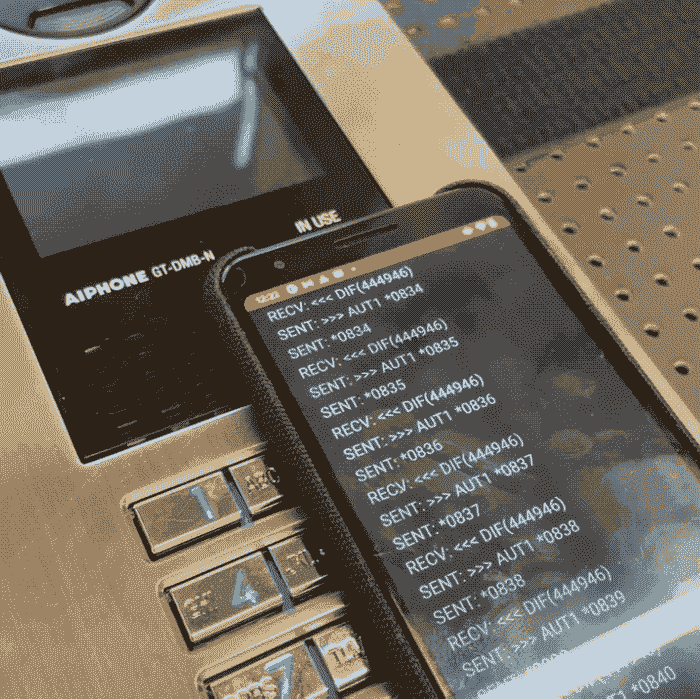 IN USE
AIPHONE GT-DMB-N
12:22
RECV: <<< DIF(444946)
SENT: >>> AUT1 *0834
SENT: *0834
RECV: <<< DIF(444946)
SENT: >>> AUT1 *0835
SENT: *0835
RECV: <<< DIF(444946)
SENT: >>> AUT1 *0836
SENT: *0836
RECV: <<< DIF(444946)
SENT: >>> AUT1 *0837
SENT: *0837
RECV: <<< DIF(444946)
SENT: >>> AUT1 *0838
SENT: *0838
RECV: <<< DIF(444946)
SENT: >>> AUT1 *0839
*0840
1
4
7